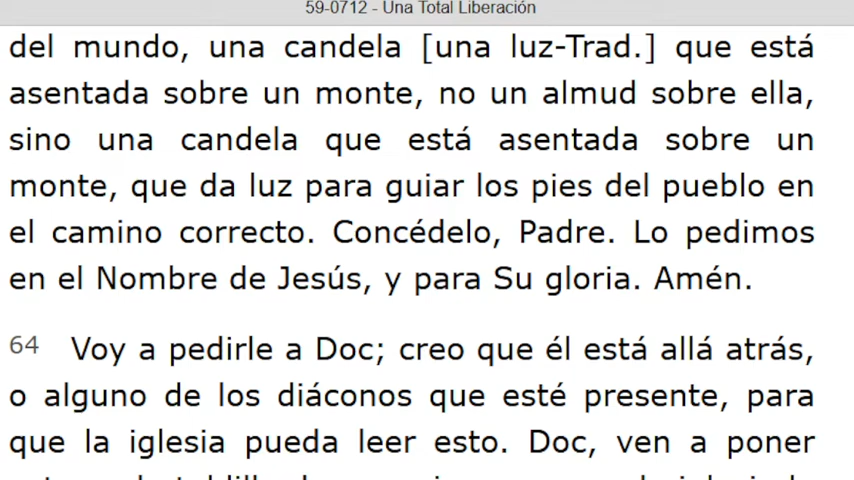 59-0712 - Una Total Liberación
del mundo, una candela [una luz-Trad.] que está
asentada sobre un monte, no un almud sobre ella,
sino una candela que está asentada sobre un
monte, que da luz para guiar los pies del pueblo en
el camino correcto. Concédelo, Padre. Lo pedimos
en el Nombre de Jesús, y para Su gloria. Amén.
64 Voy a pedirle a Doc; creo que él está allá atrás,
o alguno de los diáconos que esté presente, para
que la iglesia pueda leer esto. Doc, ven a poner